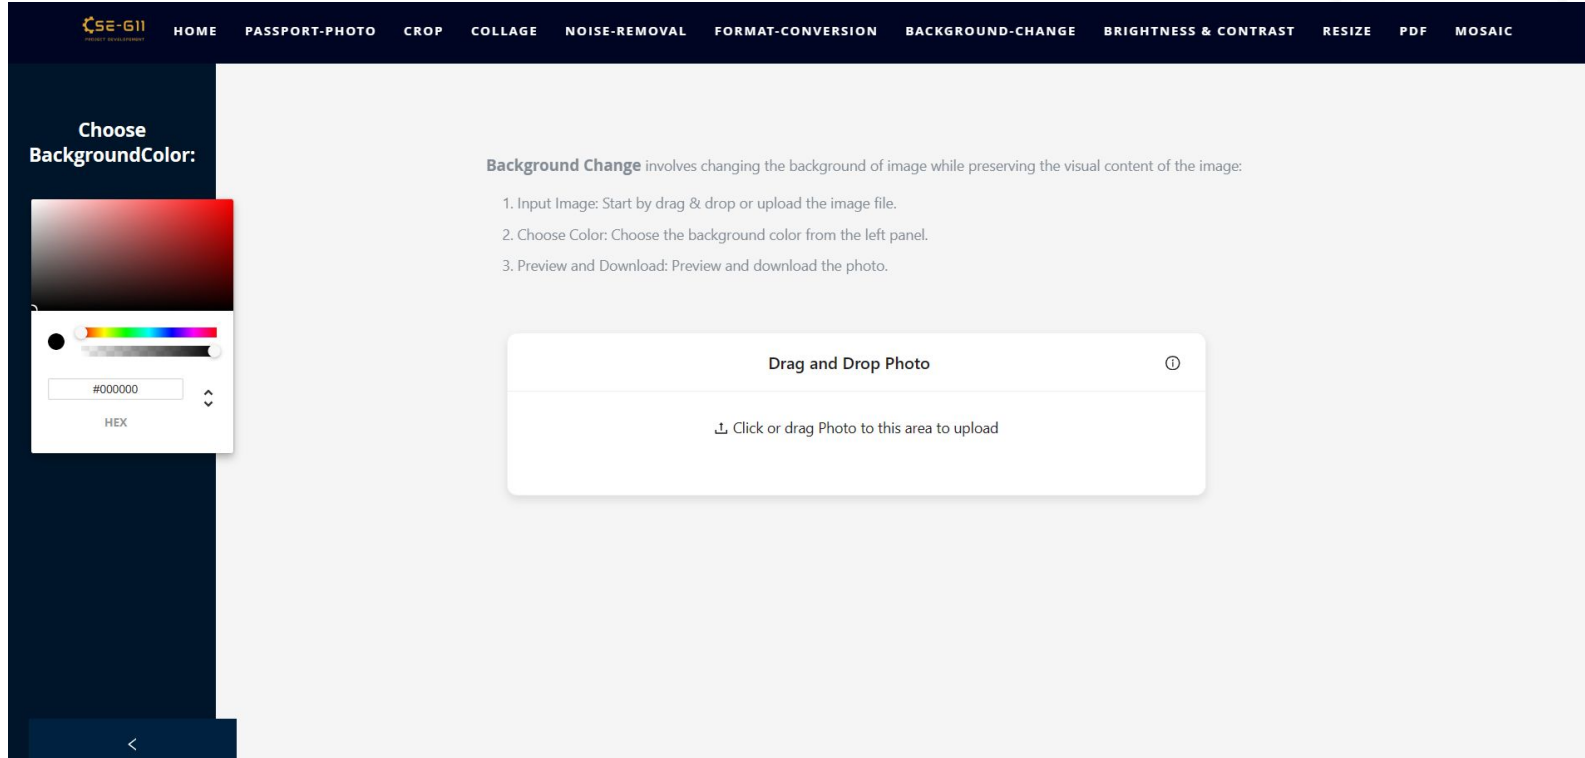 CSE-G11
PROJECT DEVELOPMENT
HOME PASSPORT-PHOTO CROP COLLAGE NOISE-REMOVAL FORMAT-CONVERSION BACKGROUND-CHANGE BRIGHTNESS & CONTRAST RESIZE PDF MOSAIC
Choose
BackgroundColor:
#000000
HEX
Background Change involves changing the background of image while preserving the visual content of the image:
1. Input Image: Start by drag & drop or upload the image file.
2. Choose Color: Choose the background color from the left panel.
3. Preview and Download: Preview and download the photo.
Drag and Drop Photo
Click or drag Photo to this area to upload